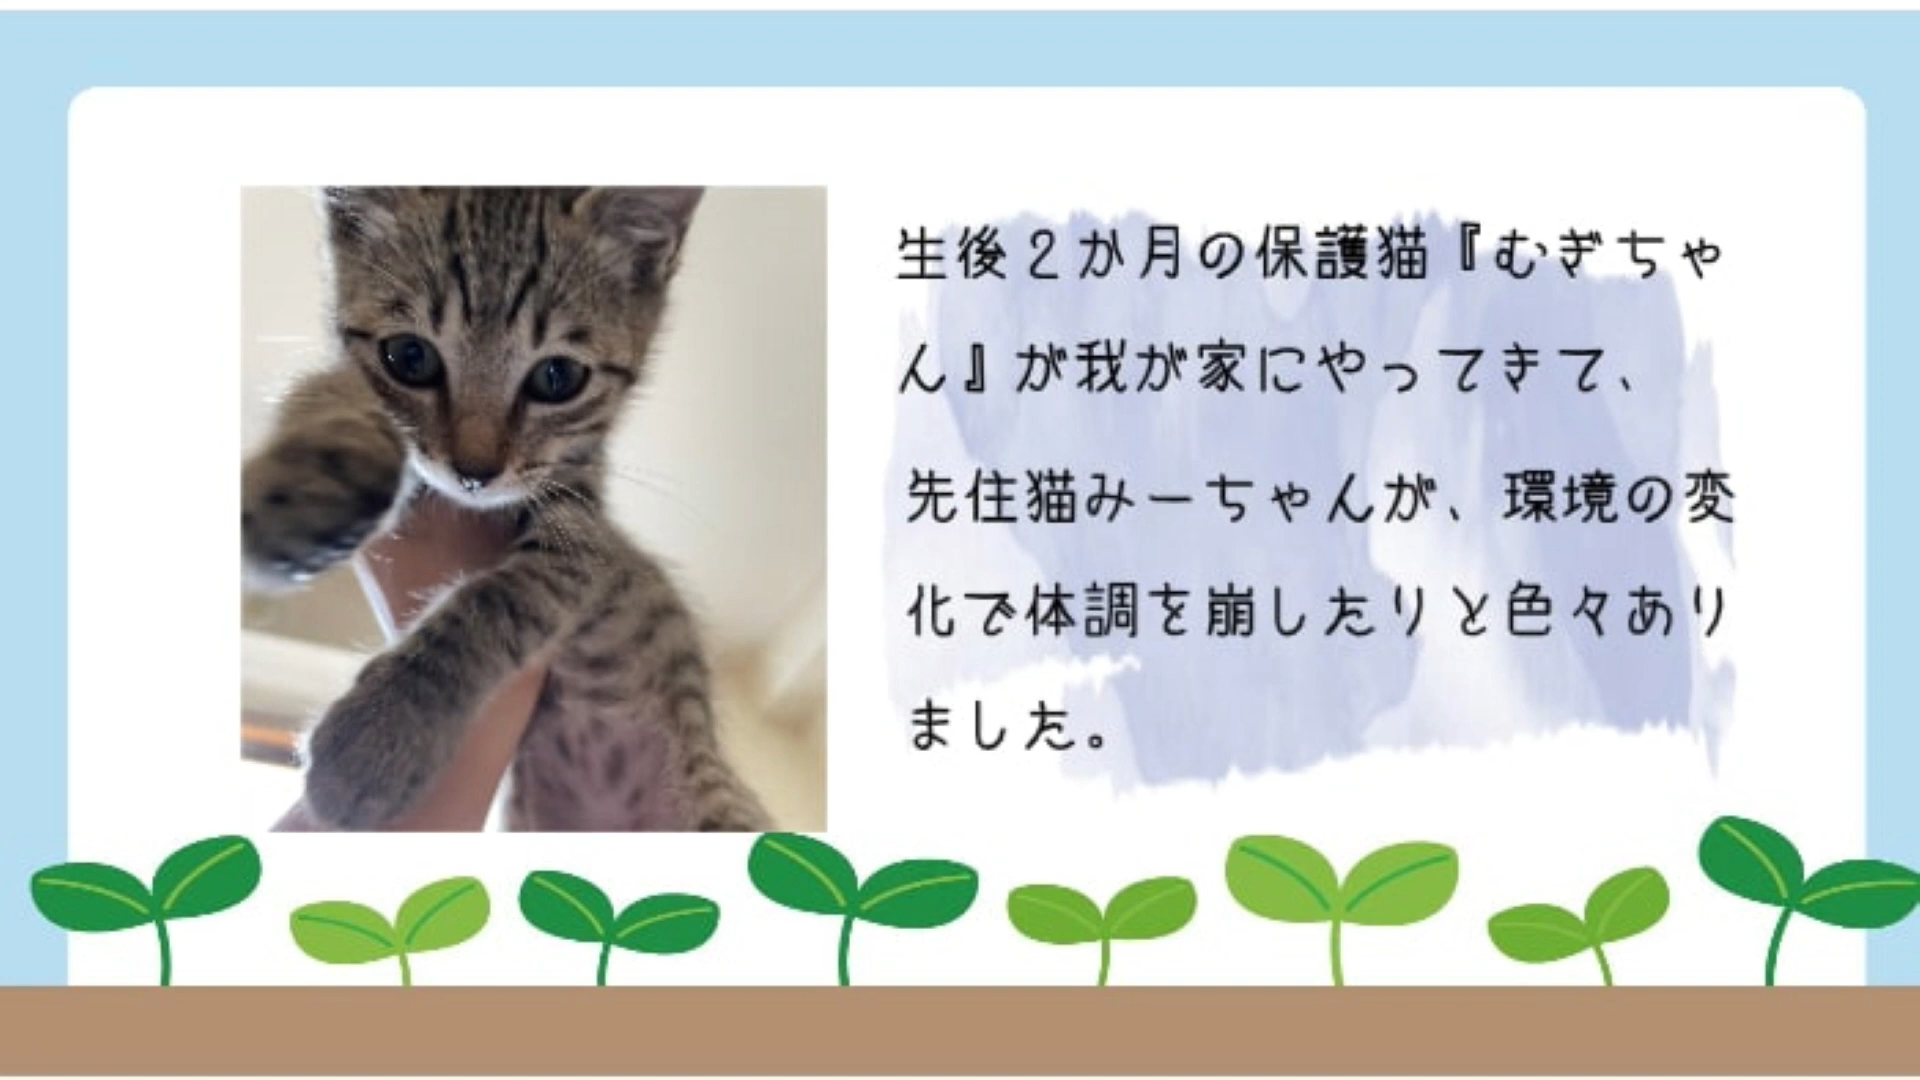 生後２か月の保護猫『むぎちゃ
ん』が我が家にやってきて、
先住猫みーちゃんが、環境の変
化で体調を崩したりと色々あり
ました。